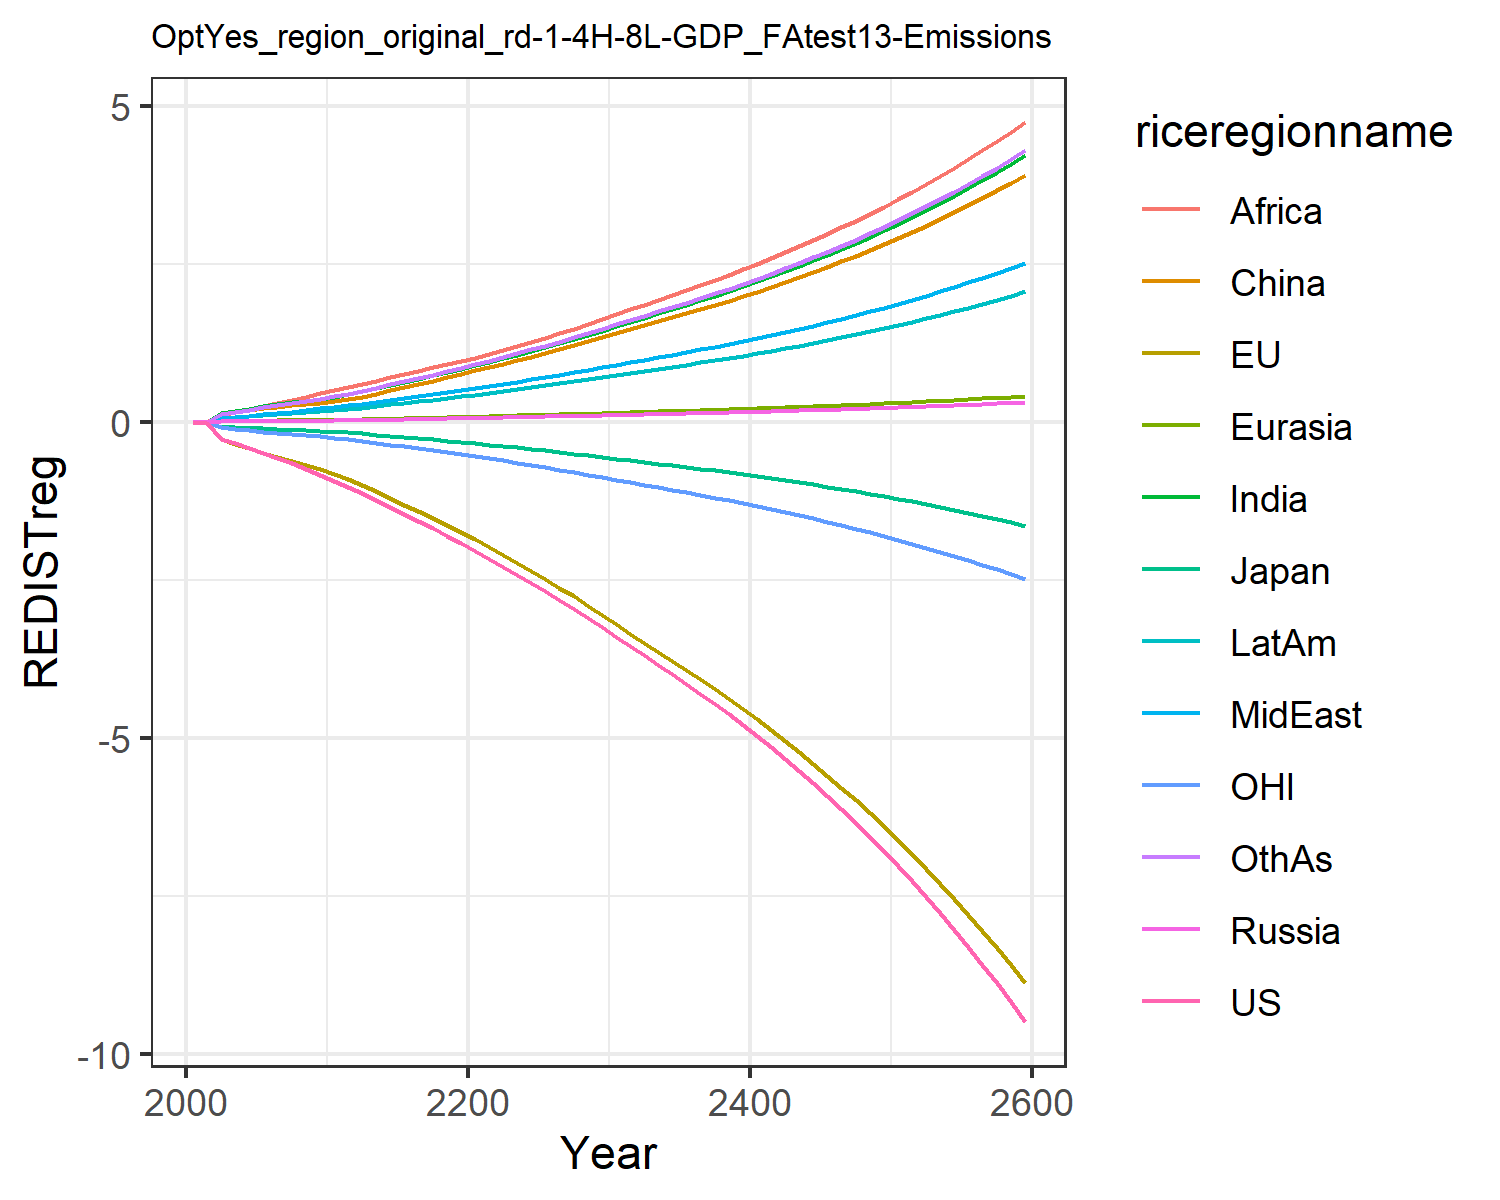 OptYes_region_original_rd-1-4H-8L-GDP_FAtest13-Emissions
5
0
-5
-10
REDISTreg
2000 2200 2400 2600
Year
riceregionname
Africa
China
EU
Eurasia
India
Japan
LatAm
MidEast
OHI
OthAs
Russia
US